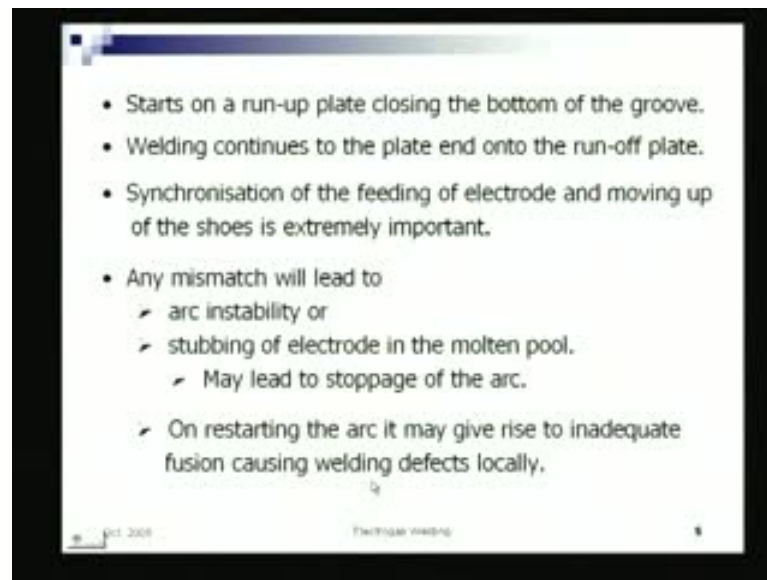 • Starts on a run-up plate closing the bottom of the groove.
• Welding continues to the plate end onto the run-off plate.
• Synchronisation of the feeding of electrode and moving up
of the shoes is extremely important.
• Any mismatch will lead to
➢ arc instability or
➢ stubbing of electrode in the molten pool.
➢ May lead to stoppage of the arc.
➢ On restarting the arc it may give rise to inadequate
fusion causing welding defects locally.
Electrogas Welding